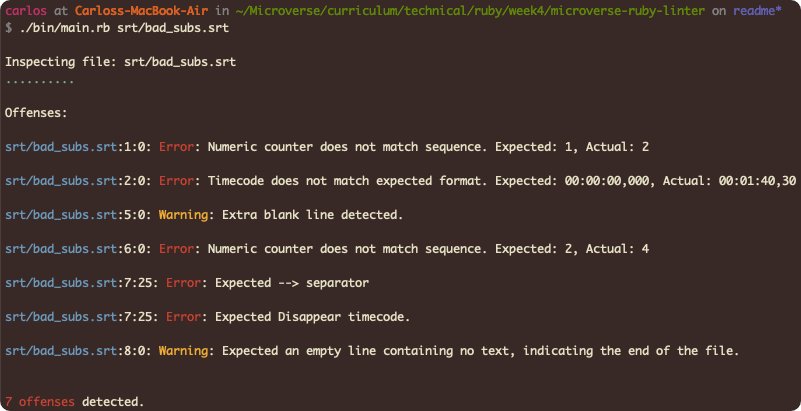 carlos at Carloss-MacBook-Air in ~/Microverse/curriculum/technical/ruby/week4/microverse-ruby-linter on readme*
$ ./bin/main.rb srt/bad_subs.srt
Inspecting file: srt/bad_subs.srt
..........
Offenses:
srt/bad_subs.srt:1:0: Error: Numeric counter does not match sequence. Expected: 1, Actual: 2
srt/bad_subs.srt:2:0: Error: Timecode does not match expected format. Expected: 00:00:00,000, Actual: 00:01:40,30
srt/bad_subs.srt:5:0: Warning: Extra blank line detected.
srt/bad_subs.srt:6:0: Error: Numeric counter does not match sequence. Expected: 2, Actual: 4
srt/bad_subs.srt:7:25: Error: Expected --> separator
srt/bad_subs.srt:7:25: Error: Expected Disappear timecode.
srt/bad_subs.srt:8:0: Warning: Expected an empty line containing no text, indicating the end of the file.
7 offenses detected.